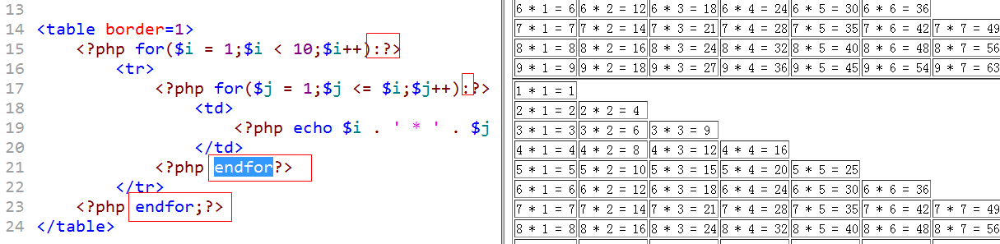 13
14 <table border=1>
15 <?php for($i = 1;$i < 10;$i++):?>
16 <tr>
17 <?php for($j = 1;$j <= $i;$j++):?>
18 <td>
19 <?php echo $i . ' * ' . $j
20 </td>
21 <?php endfor?>
22 </tr>
23 <?php endfor;?>
24 </table>
6 * 1 = 6 6 * 2 = 12 6 * 3 = 18 6 * 4 = 24 6 * 5 = 30 6 * 6 = 36
7 * 1 = 7 7 * 2 = 14 7 * 3 = 21 7 * 4 = 28 7 * 5 = 35 7 * 6 = 42 7 * 7 = 49
8 * 1 = 8 8 * 2 = 16 8 * 3 = 24 8 * 4 = 32 8 * 5 = 40 8 * 6 = 48 8 * 7 = 56
9 * 1 = 9 9 * 2 = 18 9 * 3 = 27 9 * 4 = 36 9 * 5 = 45 9 * 6 = 54 9 * 7 = 63
1 * 1 = 1
2 * 1 = 2 2 * 2 = 4
3 * 1 = 3 3 * 2 = 6 3 * 3 = 9
4 * 1 = 4 4 * 2 = 8 4 * 3 = 12 4 * 4 = 16
5 * 1 = 5 5 * 2 = 10 5 * 3 = 15 5 * 4 = 20 5 * 5 = 25
6 * 1 = 6 6 * 2 = 12 6 * 3 = 18 6 * 4 = 24 6 * 5 = 30 6 * 6 = 36
7 * 1 = 7 7 * 2 = 14 7 * 3 = 21 7 * 4 = 28 7 * 5 = 35 7 * 6 = 42 7 * 7 = 49
8 * 1 = 8 8 * 2 = 16 8 * 3 = 24 8 * 4 = 32 8 * 5 = 40 8 * 6 = 48 8 * 7 = 56